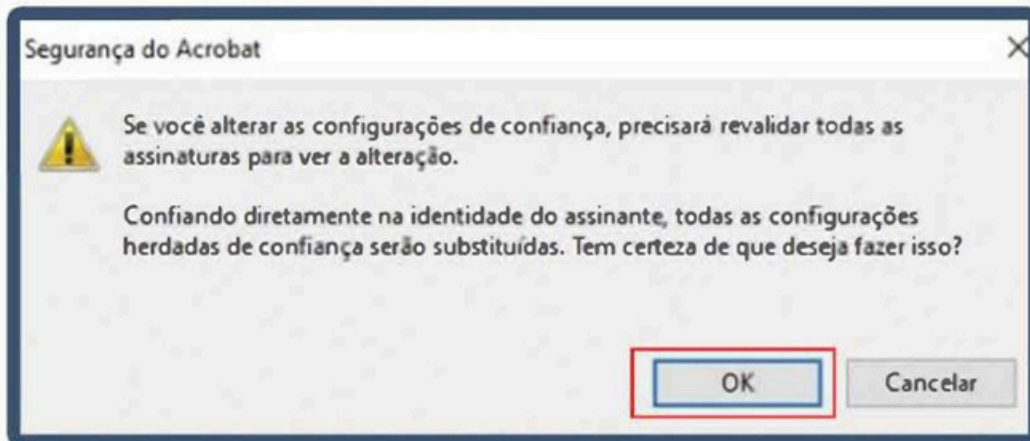 Segurança do Acrobat
Se você alterar as configurações de confiança, precisará revalidar todas as
assinaturas para ver a alteração.
Confiando diretamente na identidade do assinante, todas as configurações
herdadas de confiança serão substituídas. Tem certeza de que deseja fazer isso?
OK
Cancelar